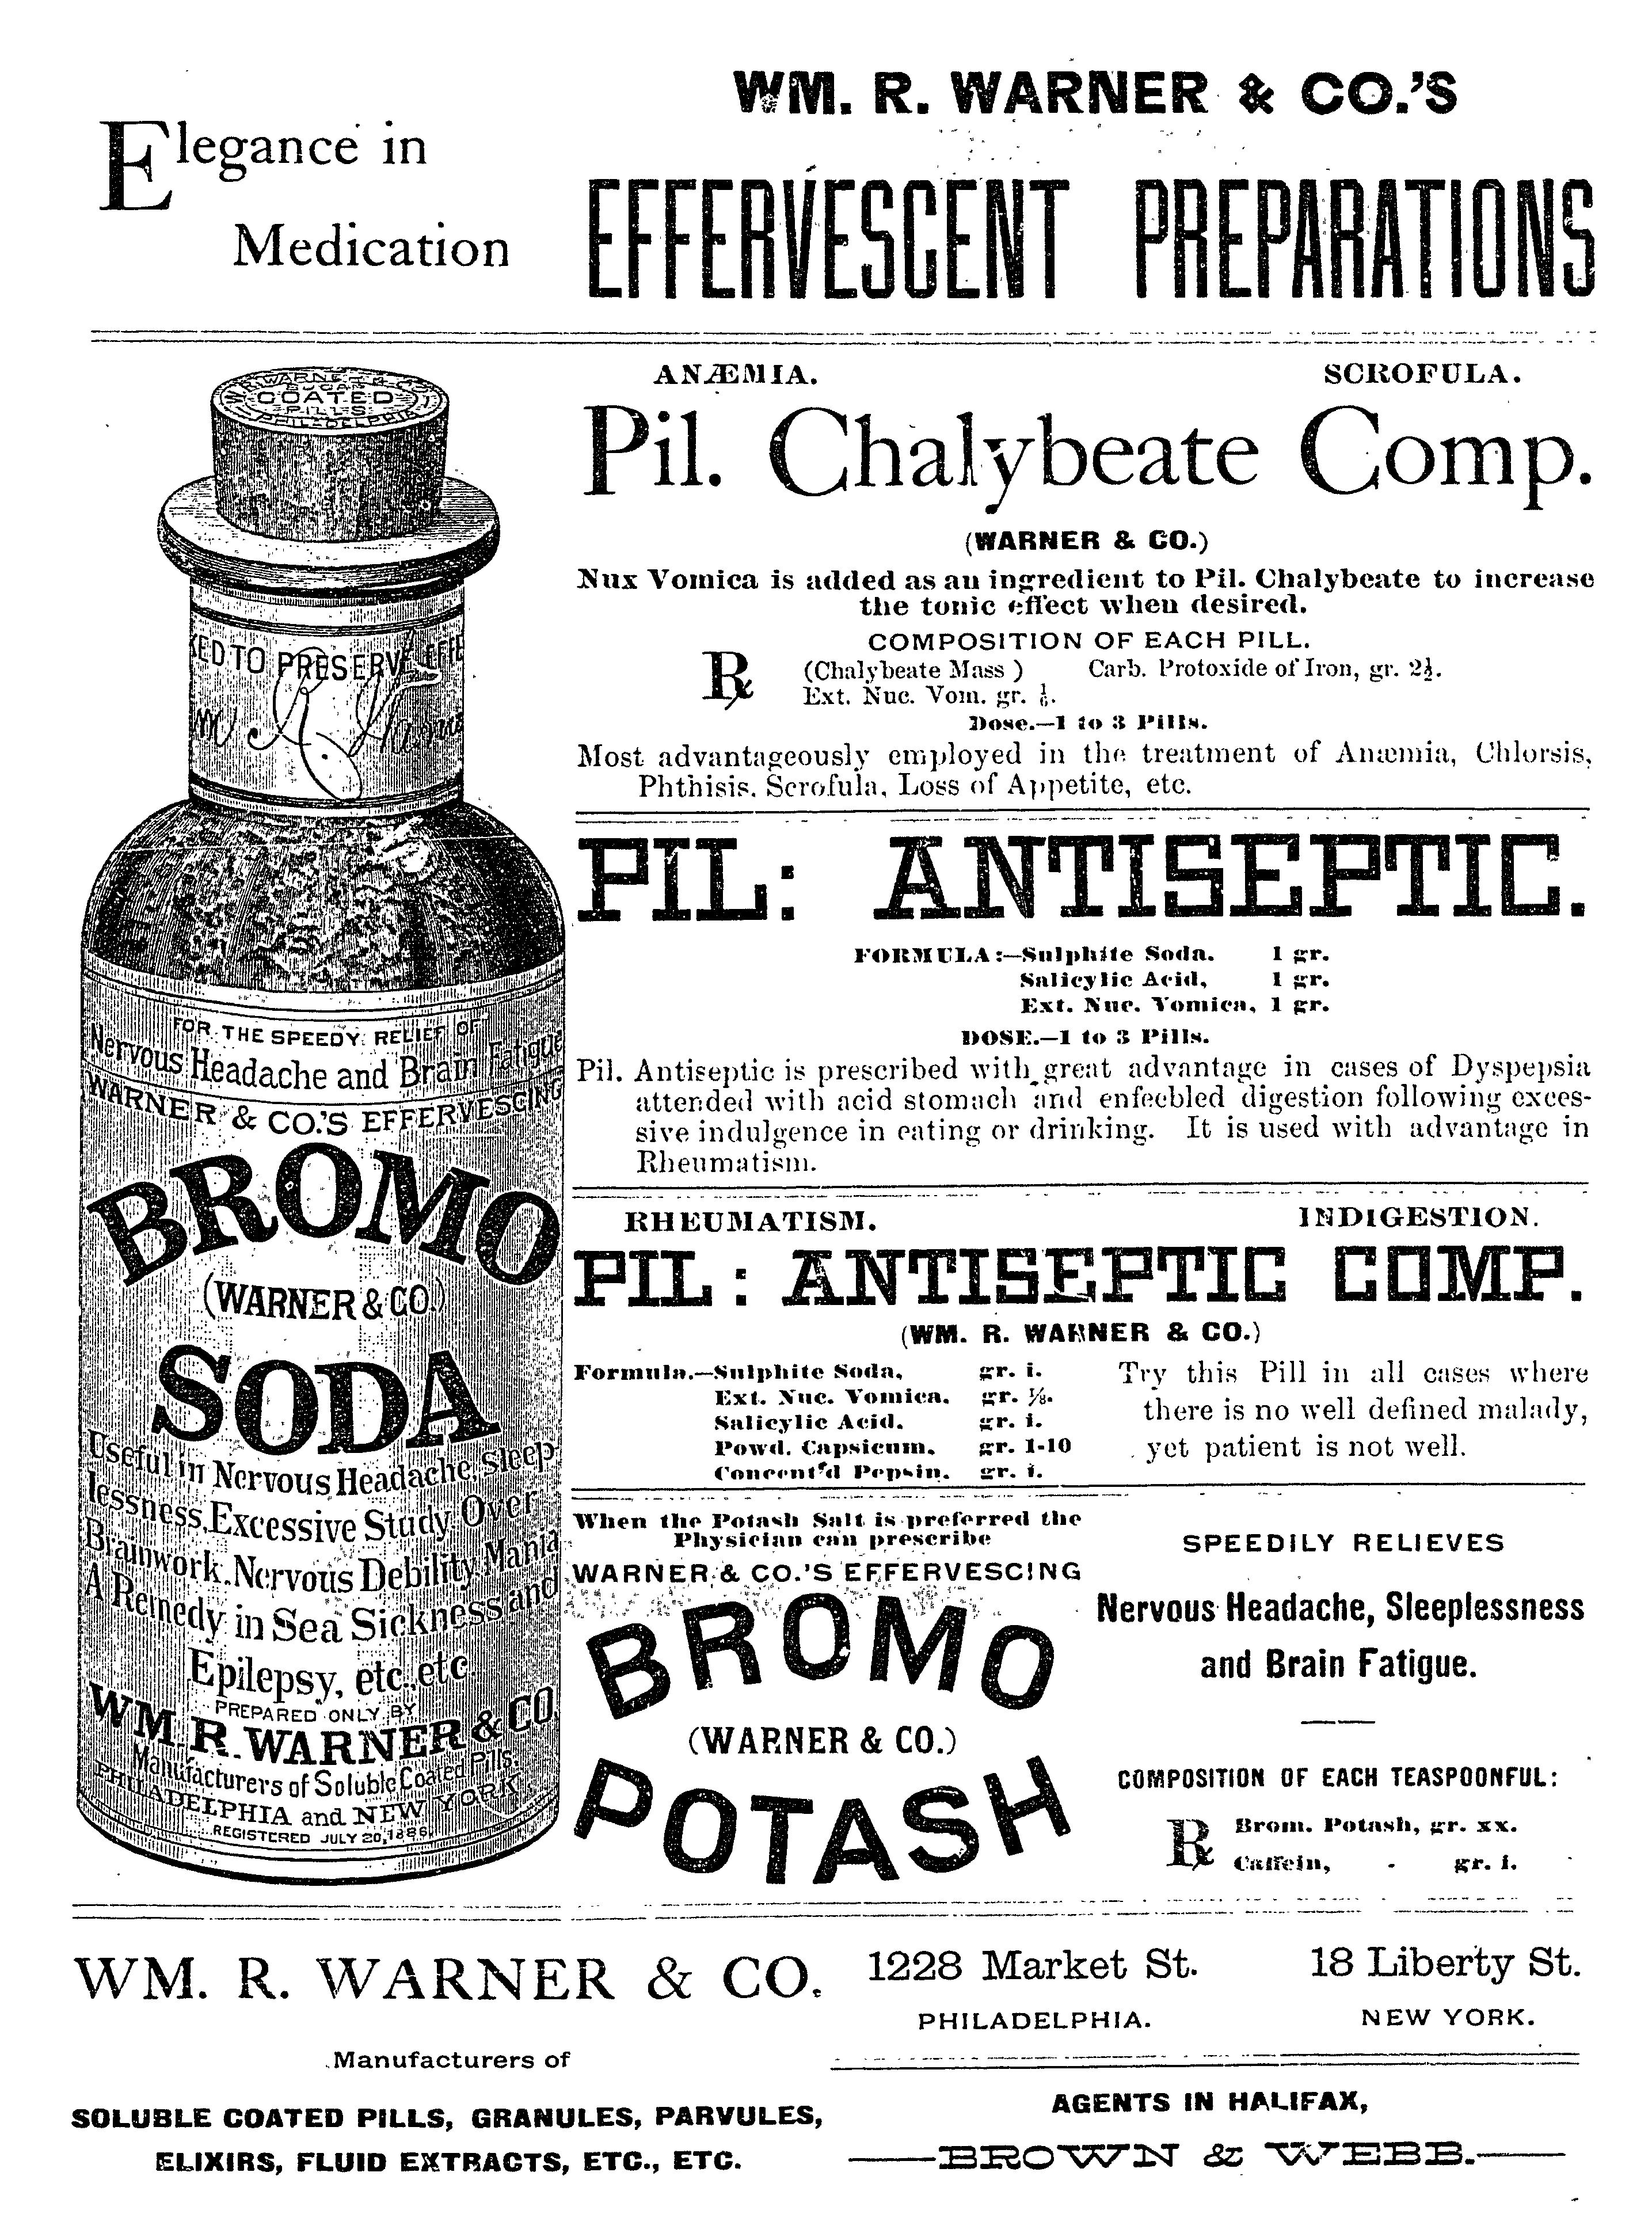 Elegance in
Medication
WM. R. WARNER & CO.'S
EFFERVESCENT PREPARATIONS
W. R. WARNER & CO.
SUGAR
COATED
PILLS
PHILADELPHIA
KED TO PRESERVE EFFE
Wm R Warner
FOR THE SPEEDY RELIEF OF
Nervous Headache and Brain Fatigue
WARNER & CO.'S EFFERVESCING
BROMO
(WARNER & CO.)
SODA
Useful in Nervous Headache, Sleep
lessness, Excessive Study, Over
Brainwork, Nervous Debility, Mania
A Remedy in Sea Sickness and
Epilepsy, etc., etc.
PREPARED ONLY BY
WM. R. WARNER & CO.
Manufacturers of Soluble Coated Pills.
PHILADELPHIA and NEW YORK
REGISTERED JULY 20, 1886.
ANÆMIA. SCROFULA.
Pil. Chalybeate Comp.
(WARNER & CO.)
Nux Vomica is added as an ingredient to Pil. Chalybeate to increase
the tonic effect when desired.
COMPOSITION OF EACH PILL.
℞ (Chalybeate Mass ) Carb. Protoxide of Iron, gr. 2½.
Ext. Nuc. Vom. gr.
Dose.—1 to 3 Pills.
Most advantageously employed in the treatment of Anæmia, Chlorsis,
Phthisis, Scrofula, Loss of Appetite, etc.
PIL: ANTISEPTIC.
FORMULA:—Sulphite Soda. 1 gr.
Salicylic Acid, 1 gr.
Ext. Nuc. Vomica, 1 gr.
DOSE.—1 to 3 Pills.
Pil. Antiseptic is prescribed with great advantage in cases of Dyspepsia
attended with acid stomach and enfeebled digestion following exces-
sive indulgence in eating or drinking. It is used with advantage in
Rheumatism.
RHEUMATISM. INDIGESTION.
PIL: ANTISEPTIC COMP.
(WM. R. WARNER & CO.)
Formula.—Sulphite Soda, gr. i.
Ext. Nuc. Vomica, gr. ⅛.
Salicylic Acid. gr. i.
Powd. Capsicum, gr. 1-10
Concent'd Pepsin, gr. i.
Try this Pill in all cases where
there is no well defined malady,
yet patient is not well.
When the Potash Salt is preferred the
Physician can prescribe
WARNER & CO.'S EFFERVESCING
BROMO
(WARNER & CO.)
POTASH
SPEEDILY RELIEVES
Nervous Headache, Sleeplessness
and Brain Fatigue.
COMPOSITION OF EACH TEASPOONFUL:
℞ Brom. Potash, gr. xx.
Caffein, - gr. i.
WM. R. WARNER & CO.
Manufacturers of
SOLUBLE COATED PILLS, GRANULES, PARVULES,
ELIXIRS, FLUID EXTRACTS, ETC., ETC.
1228 Market St. 18 Liberty St.
PHILADELPHIA. NEW YORK.
AGENTS IN HALIFAX,
BROWN & WEBB.